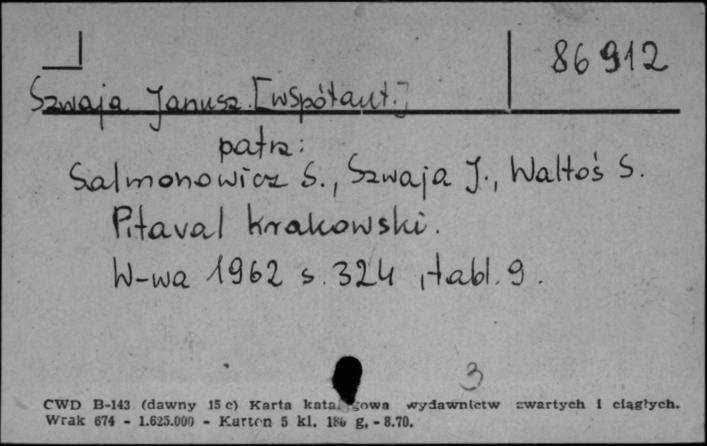 86912
Szwaja Janusz [współaut.]
patrz:
Salmonowicz S., Szwaja J., Waltoś S.
Pitaval krakowski.
W-wa 1962 s. 324, tabl. 9.
3
CWD B-143 (dawny 15 c) Karta katalogowa wydawnictw zwartych i ciągłych.
Wrak 674 - 1.625.000 - Karton 5 kl. 180 g. - 8.70.